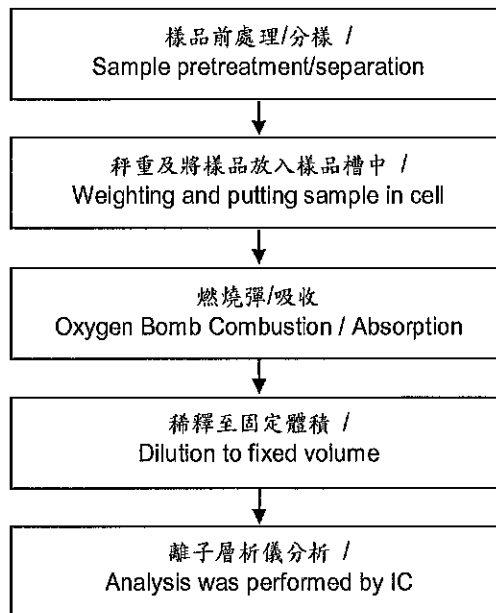 樣品前處理/分樣 /
Sample pretreatment/separation
秤重及將樣品放入樣品槽中 /
Weighting and putting sample in cell
燃燒彈/吸收
Oxygen Bomb Combustion / Absorption
稀釋至固定體積 /
Dilution to fixed volume
離子層析儀分析 /
Analysis was performed by IC